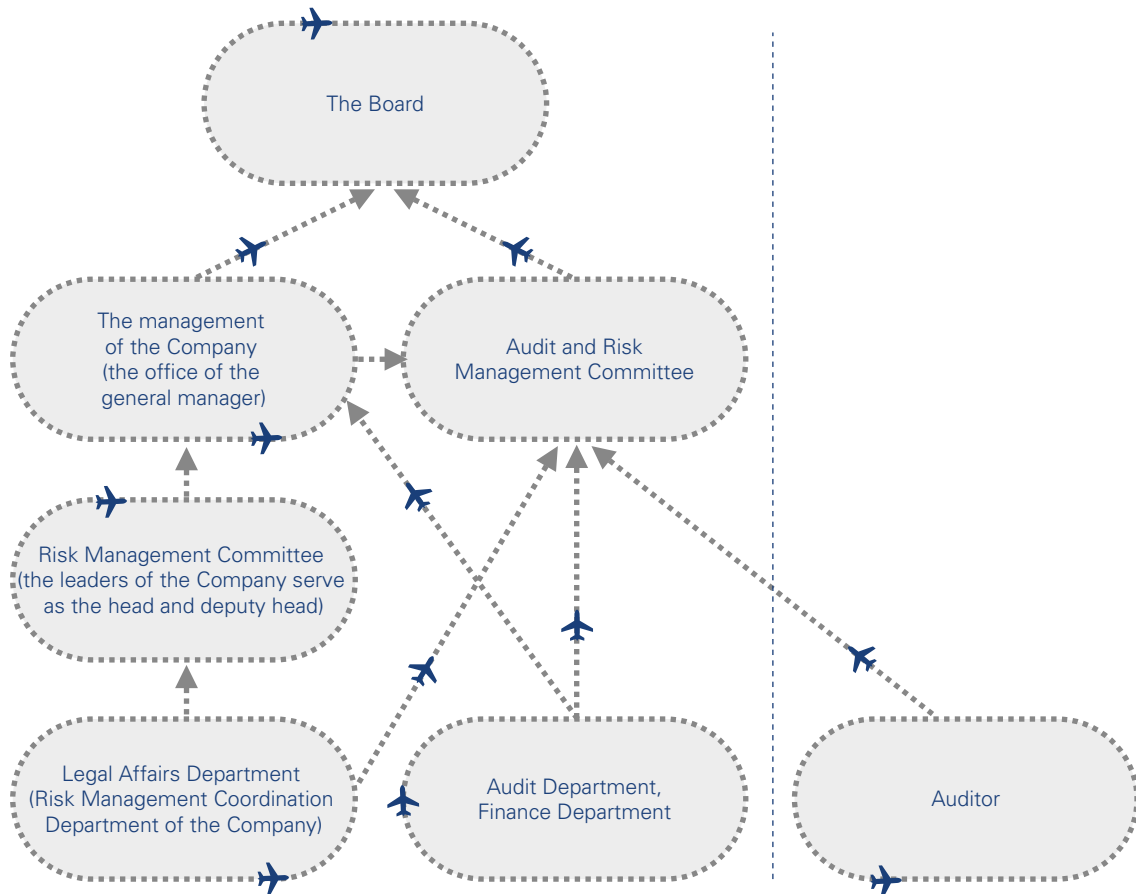 The Board
The management
of the Company
(the office of the
general manager)
Audit and Risk
Management Committee
Risk Management Committee
(the leaders of the Company serve
as the head and deputy head)
Legal Affairs Department
(Risk Management Coordination
Department of the Company)
Audit Department,
Finance Department
Auditor